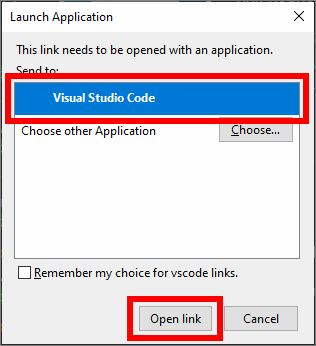 Launch Application
This link needs to be opened with an application.
Send to:
Visual Studio Code
Choose other Application
Choose...
Remember my choice for vscode links.
Open link
Cancel